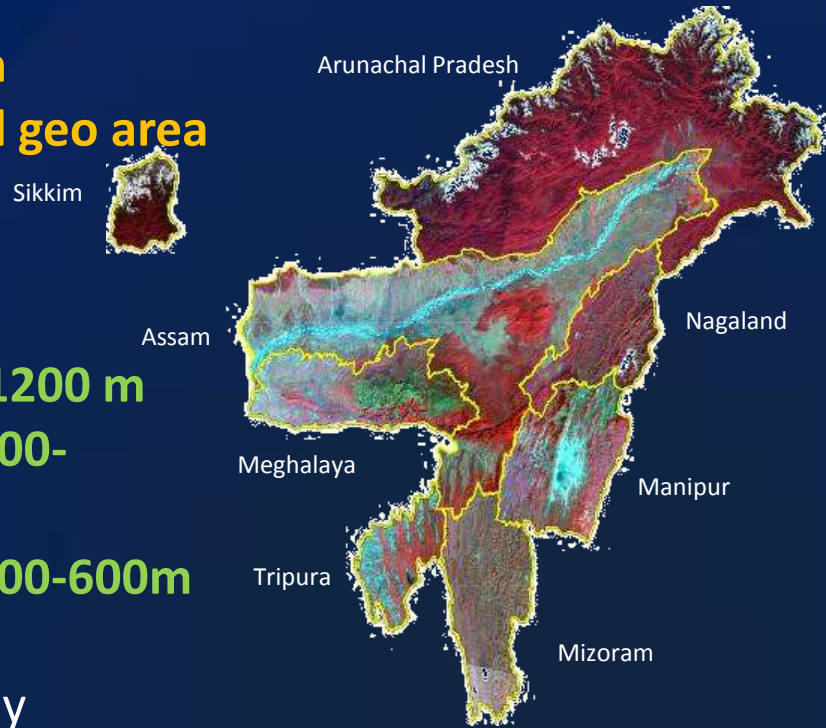 geo area
1200 m
00-
00-600m
y
Arunachal Pradesh
Sikkim
Assam
Nagaland
Meghalaya
Manipur
Tripura
Mizoram